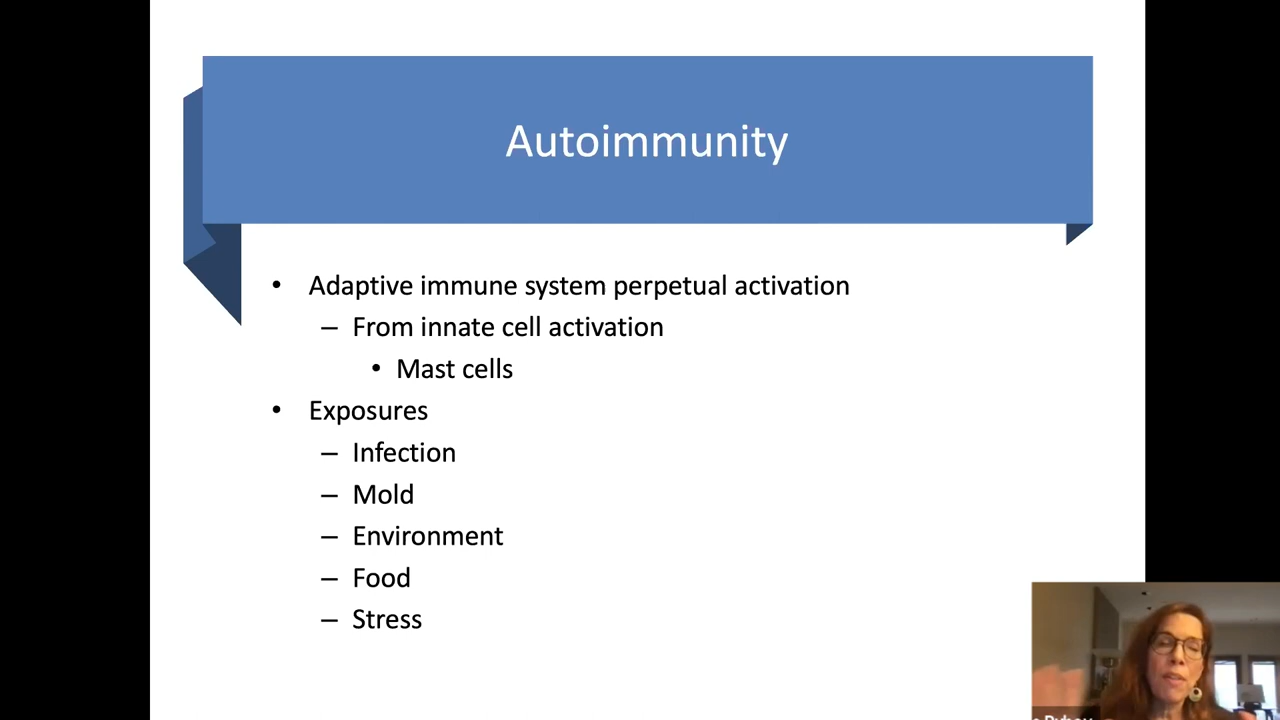 Autoimmunity
• Adaptive immune system perpetual activation
– From innate cell activation
• Mast cells
• Exposures
– Infection
– Mold
– Environment
– Food
– Stress